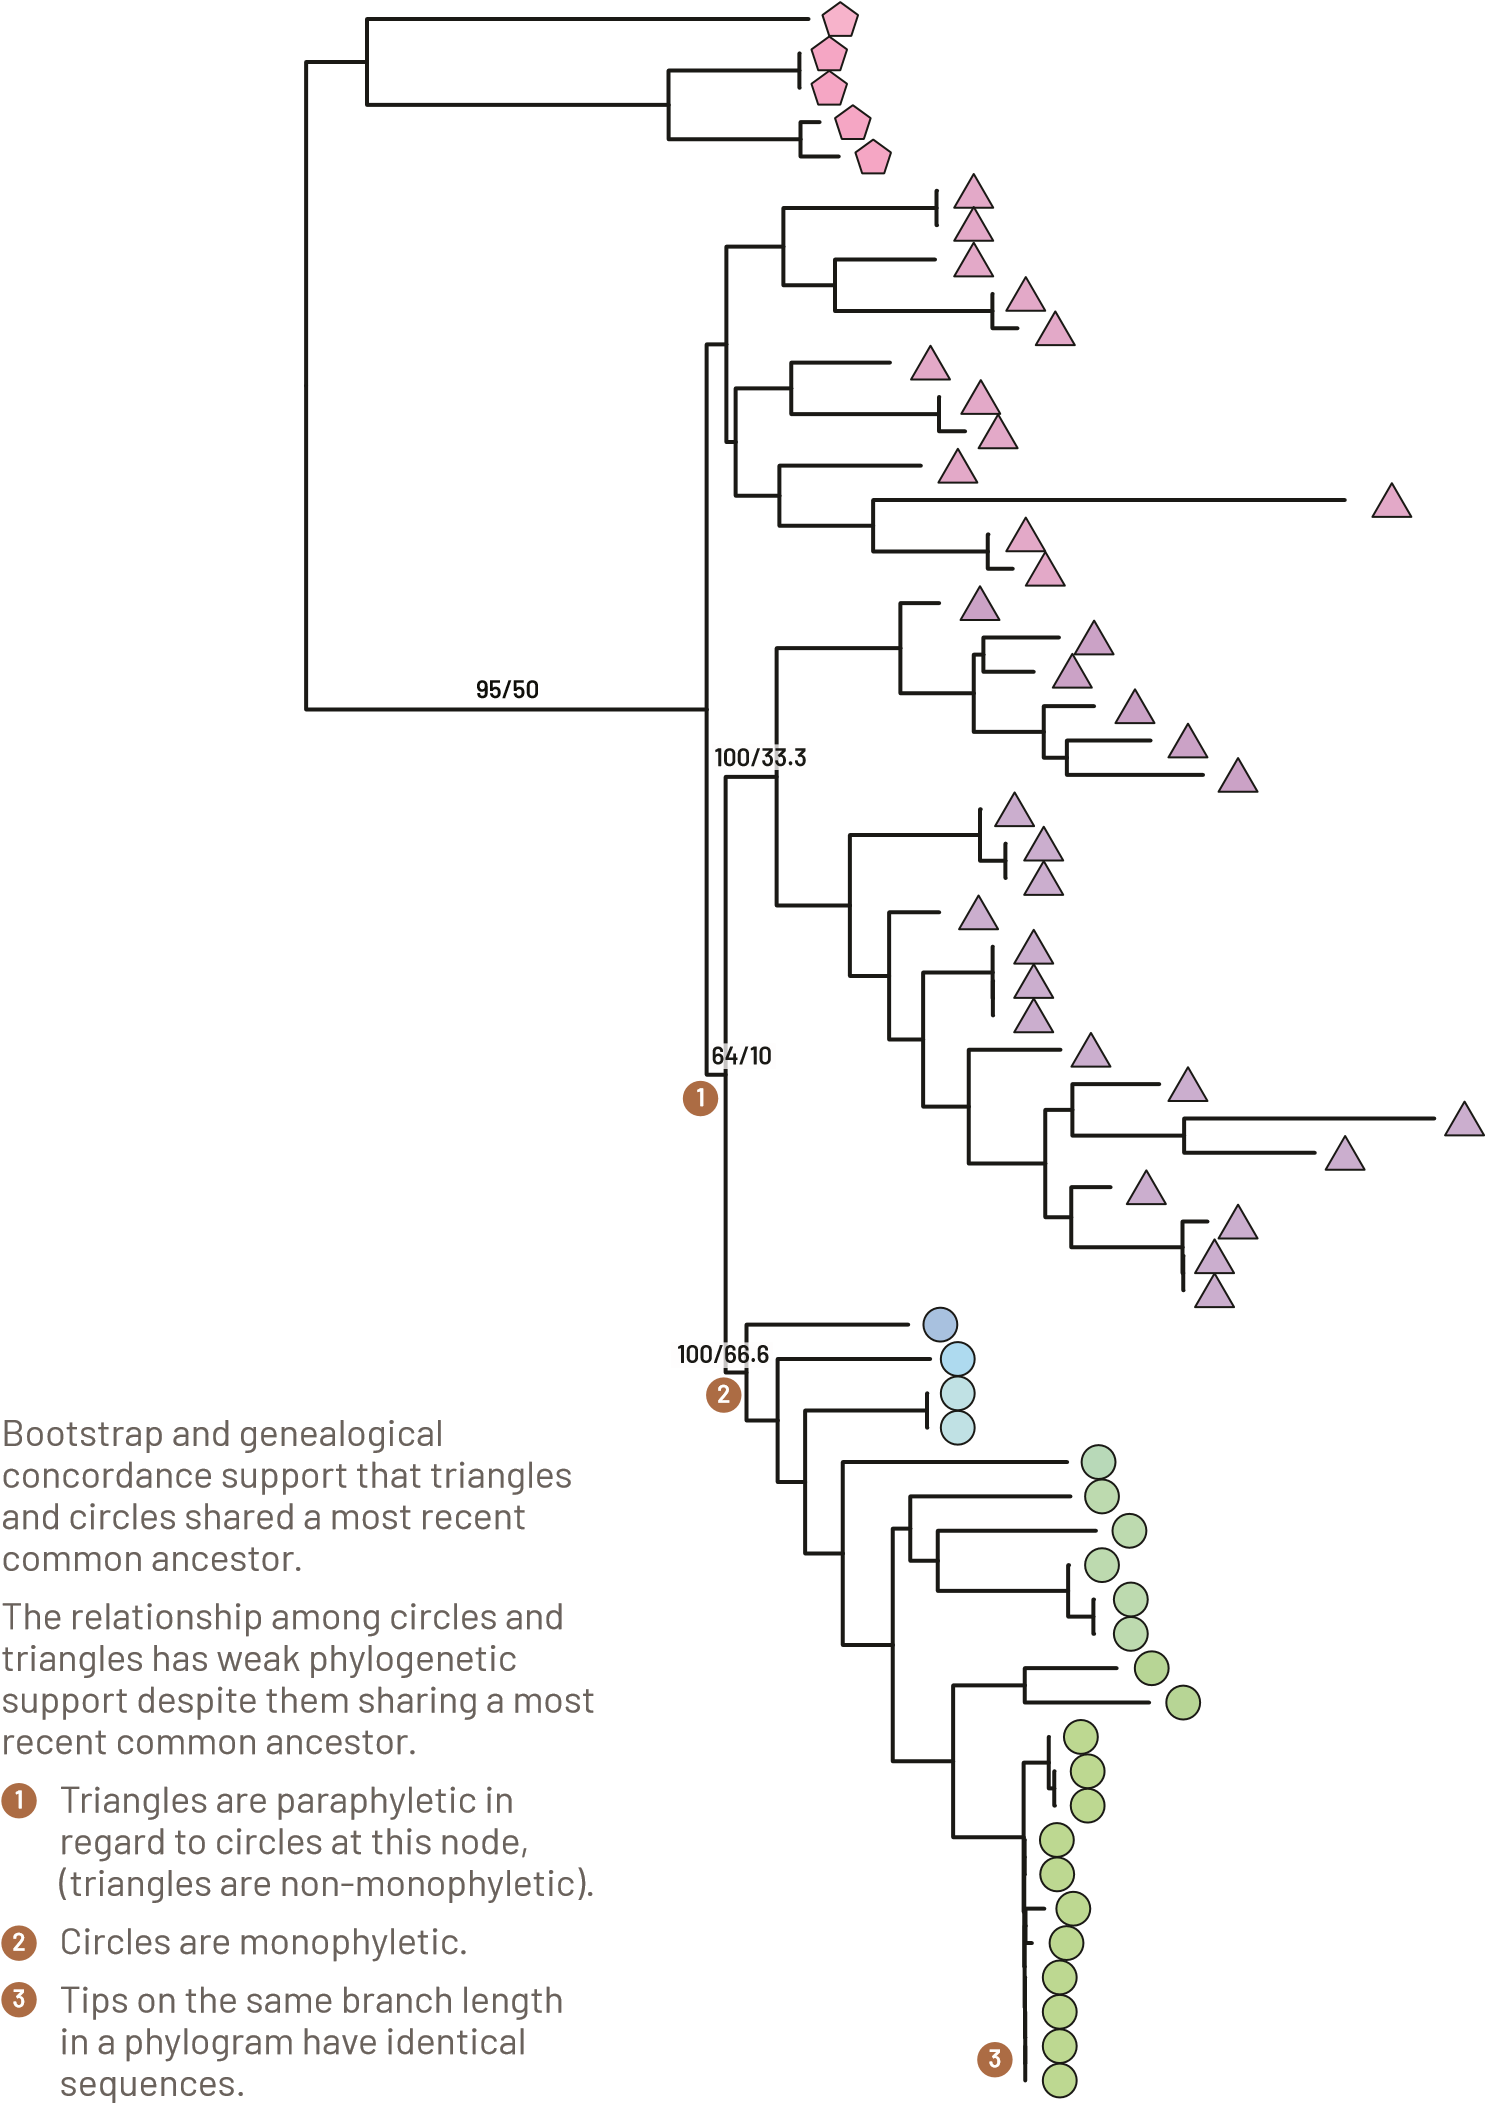 95/50
100/33.3
64/10
1
100/66.6
2
Bootstrap and genealogical
concordance support that triangles
and circles shared a most recent
common ancestor.
The relationship among circles and
triangles has weak phylogenetic
support despite them sharing a most
recent common ancestor.
1 Triangles are paraphyletic in
regard to circles at this node,
(triangles are non-monophyletic).
2 Circles are monophyletic.
3 Tips on the same branch length
in a phylogram have identical
sequences.
3